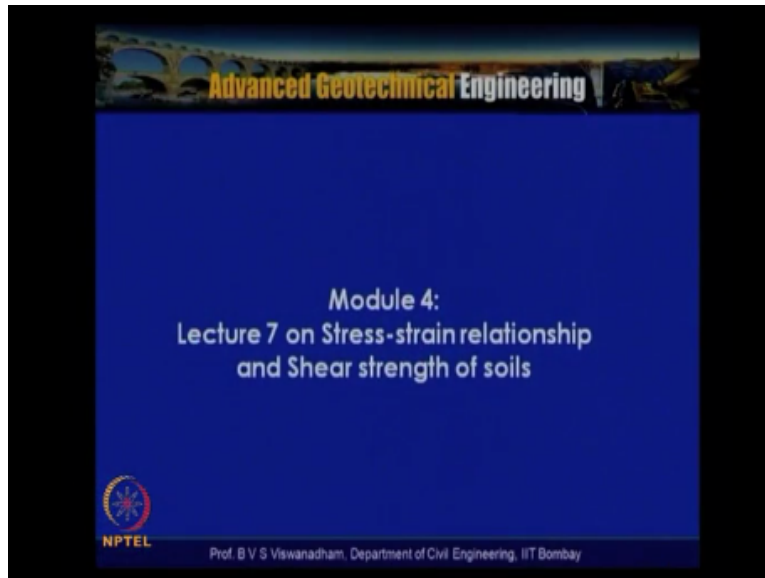 Advanced Geotechnical Engineering
Module 4:
Lecture 7 on Stress-strain relationship
and Shear strength of soils
NPTEL
Prof. B V S Viswanadham, Department of Civil Engineering, IIT Bombay